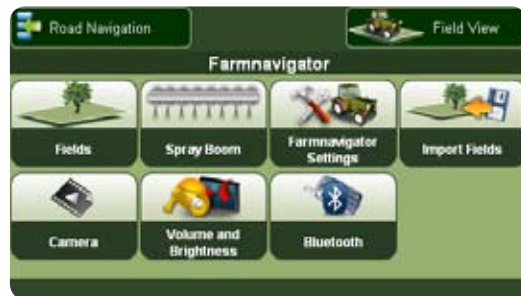 Road Navigation
Field View
Farmnavigator
Fields
Spray Boom
Farmnavigator
Settings
Import Fields
Camera
Volume and
Brightness
Bluetooth